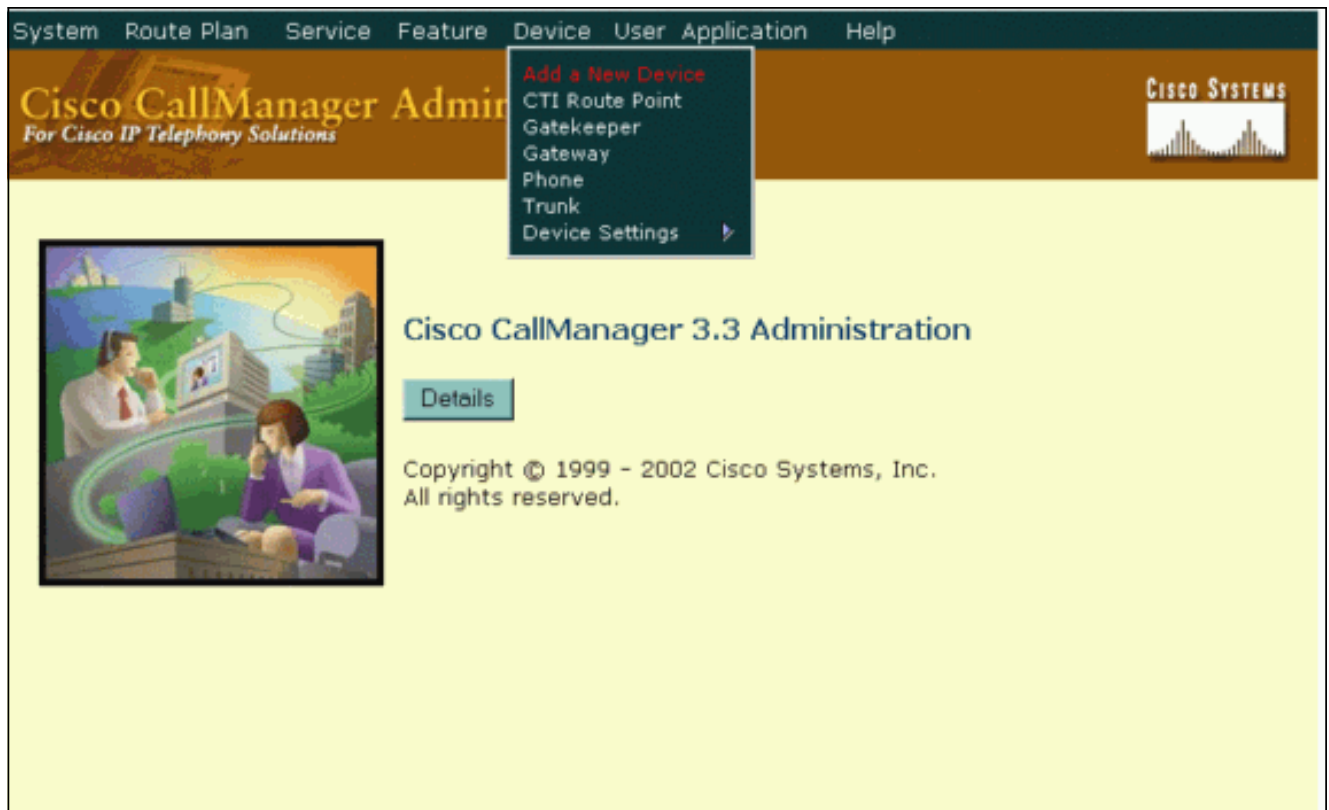 System Route Plan Service Feature Device User Application Help
Cisco CallManager Admin
For Cisco IP Telephony Solutions
CISCO SYSTEMS
Add a New Device
CTI Route Point
Gatekeeper
Gateway
Phone
Trunk
Device Settings
Cisco CallManager 3.3 Administration
Details
Copyright © 1999 - 2002 Cisco Systems, Inc.
All rights reserved.